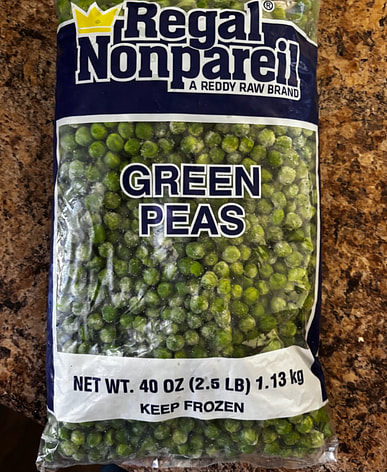 Regal®
Nonpareil
A REDDY RAW BRAND
GREEN
PEAS
NET WT. 40 OZ (2.5 LB) 1.13 kg
KEEP FROZEN